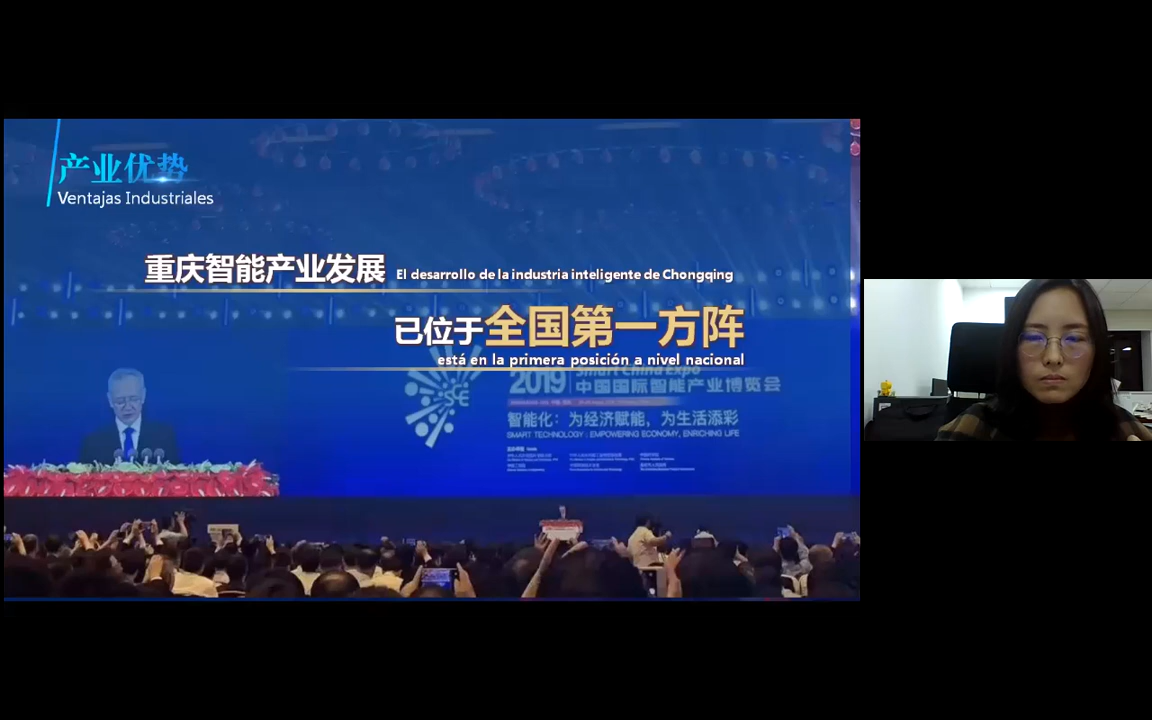 产业优势
Ventajas Industriales
重庆智能产业发展 El desarrollo de la industria inteligente de Chongqing
已位于全国第一方阵
está en la primera posición a nivel nacional
Smart China Expo
2019 中国国际智能产业博览会
智能化：为经济赋能，为生活添彩
SMART TECHNOLOGY : EMPOWERING ECONOMY, ENRICHING LIFE